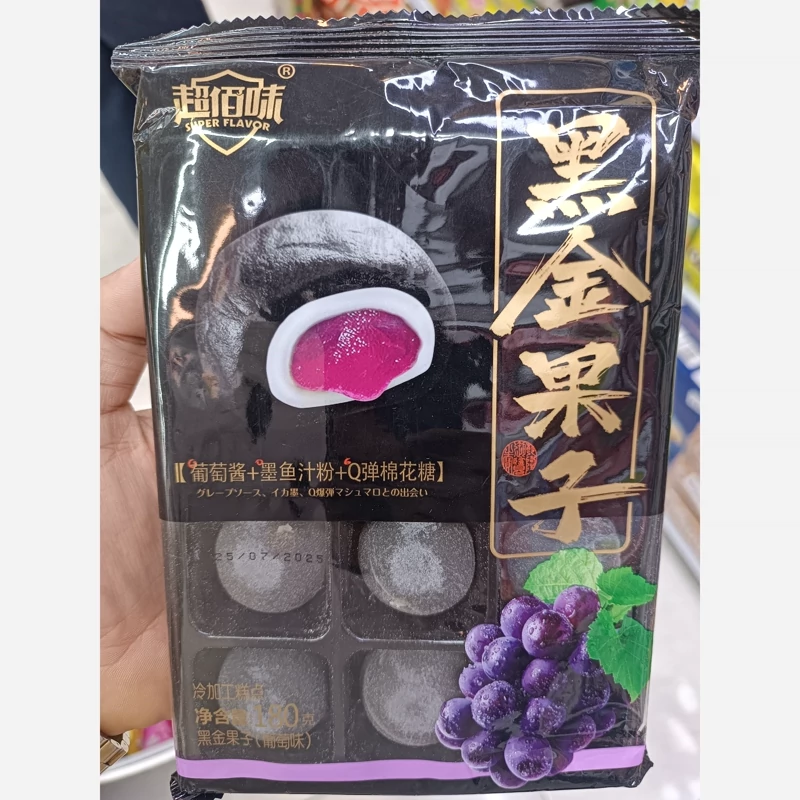 超佰味®
SUPER FLAVOR
黑金果子
【葡萄酱+墨鱼汁粉+Q弹棉花糖】
グレープソース、イカ墨、Q爆弾マシュマロとの出会い
25/07/2025
冷加工糕点
净含量:180克
黑金果子(葡萄味)